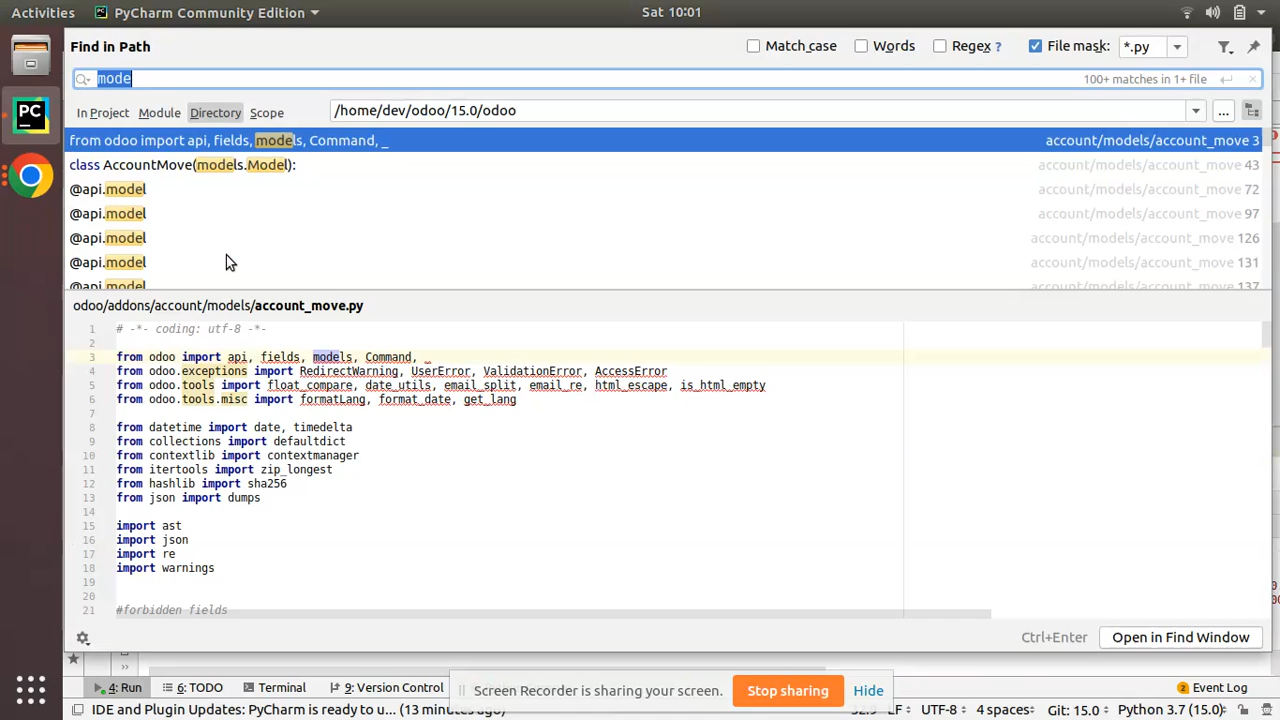 Activities PyCharm Community Edition Sat 10:01
Find in Path Match case Words Regex ? File mask: *.py
mode 100+ matches in 1+ file
In Project Module Directory Scope /home/dev/odoo/15.0/odoo ...
from odoo import api, fields, models, Command, _ account/models/account_move 3
class AccountMove(models.Model): account/models/account_move 43
@api.model account/models/account_move 72
@api.model account/models/account_move 97
@api.model account/models/account_move 126
@api.model account/models/account_move 131
@api.model account/models/account_move 137
odoo/addons/account/models/account_move.py
1 # -*- coding: utf-8 -*-
2
3 from odoo import api, fields, models, Command, _
4 from odoo.exceptions import RedirectWarning, UserError, ValidationError, AccessError
5 from odoo.tools import float_compare, date_utils, email_split, email_re, html_escape, is_html_empty
6 from odoo.tools.misc import formatLang, format_date, get_lang
7
8 from datetime import date, timedelta
9 from collections import defaultdict
10 from contextlib import contextmanager
11 from itertools import zip_longest
12 from hashlib import sha256
13 from json import dumps
14
15 import ast
16 import json
17 import re
18 import warnings
19
20
21 #forbidden fields
Ctrl+Enter Open in Find Window
4: Run 6: TODO Terminal 9: Version Control Screen Recorder is sharing your screen. Stop sharing Hide 2 Event Log
IDE and Plugin Updates: PyCharm is ready to u... (13 minutes ago) LF UTF-8 4 spaces Git: 15.0 Python 3.7 (15.0)